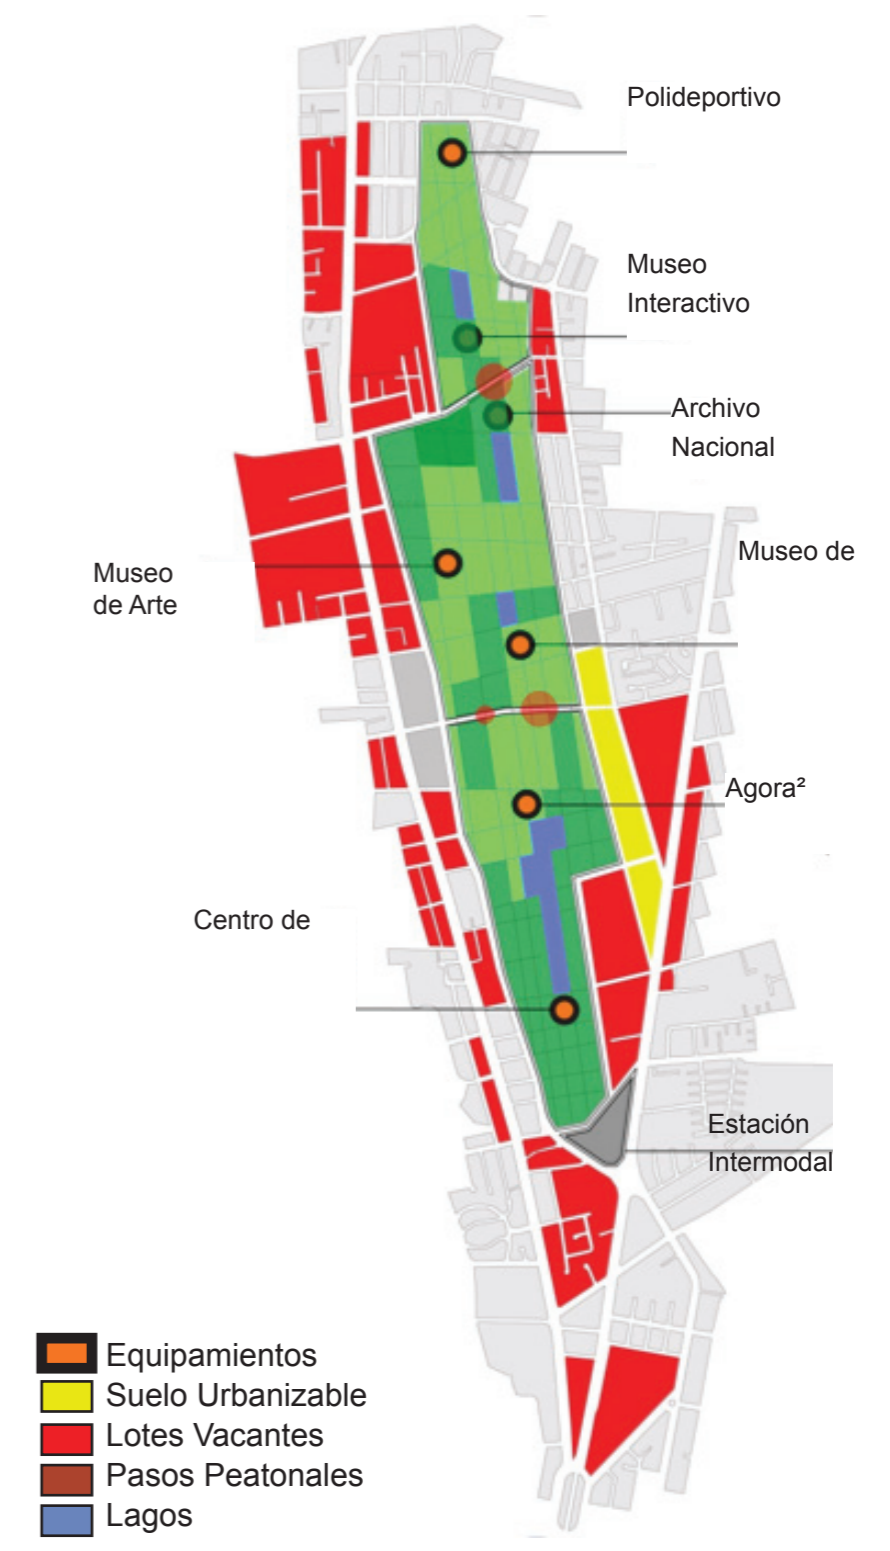 Polideportivo
Museo
Interactivo
Archivo
Nacional
Museo de
Museo
de Arte
Agora²
Centro de
Estación
Intermodal
Equipamientos
Suelo Urbanizable
Lotes Vacantes
Pasos Peatonales
Lagos